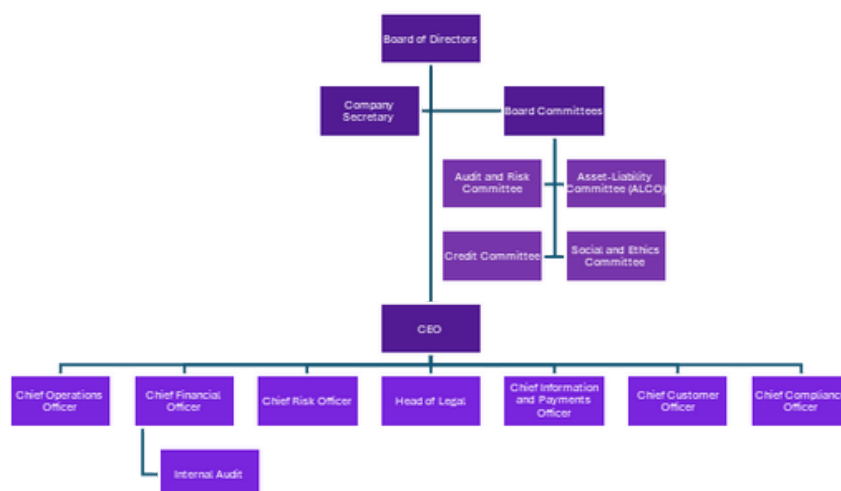 Board of Directors
Company
Secretary
Board Committees
Audit and Risk
Committee
Asset-Liability
Committee (ALCO)
Credit Committee
Social and Ethics
Committee
CEO
Chief Operations
Officer
Chief Financial
Officer
Chief Risk Officer
Head of Legal
Chief Information
and Payments
Officer
Chief Customer
Officer
Chief Compliance
Officer
Internal Audit